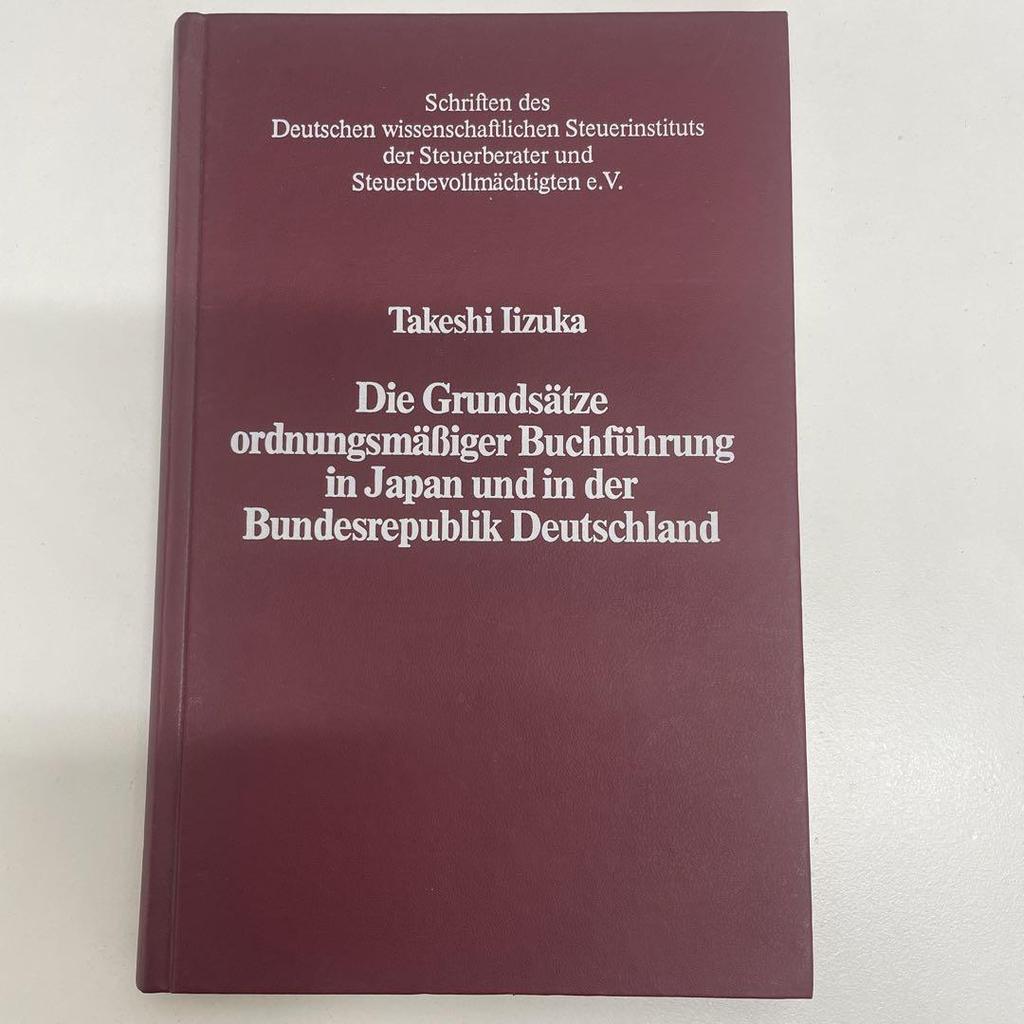 Schriften des
Deutschen wissenschaftlichen Steuerinstituts
der Steuerberater und
Steuerbevollmächtigten e.V.
Takeshi Iizuka
Die Grundsätze
ordnungsmäßiger Buchführung
in Japan und in der
Bundesrepublik Deutschland